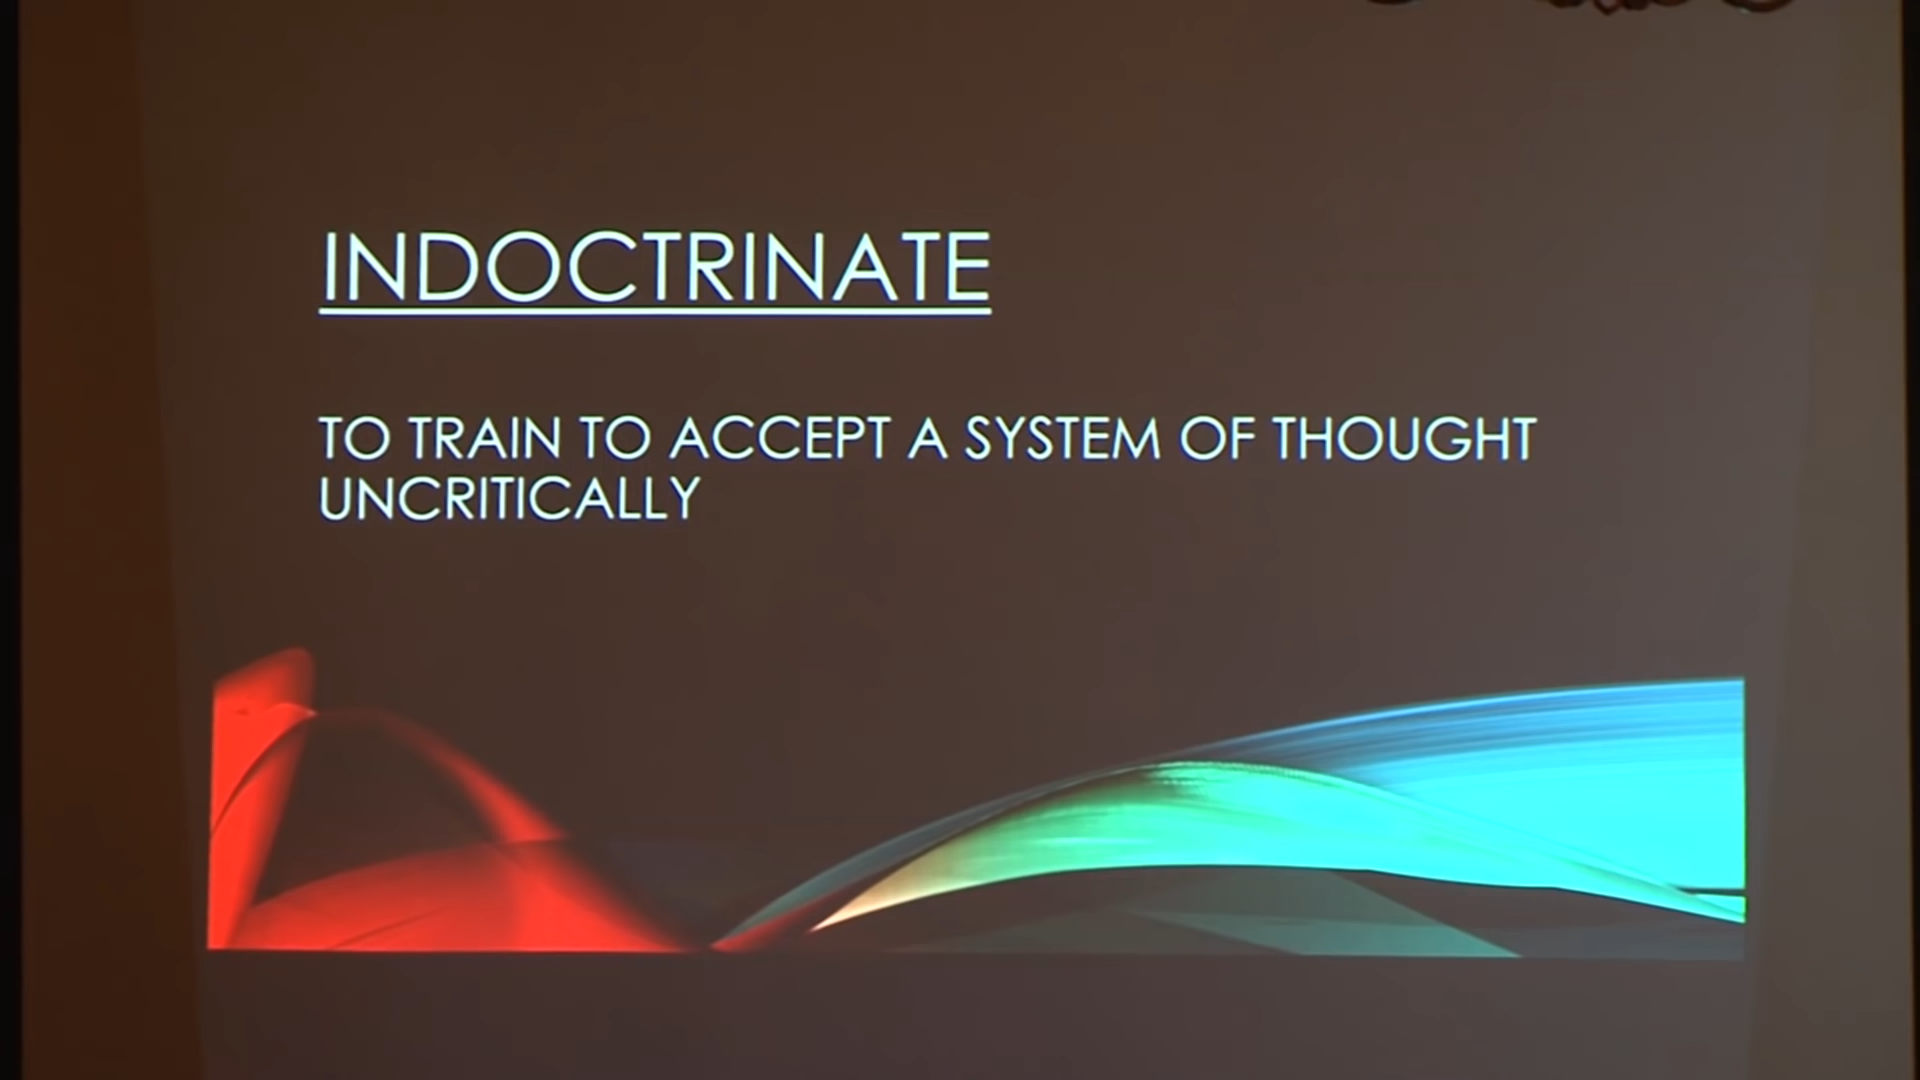 INDOCTRINATE
TO TRAIN TO ACCEPT A SYSTEM OF THOUGHT
UNCRITICALLY